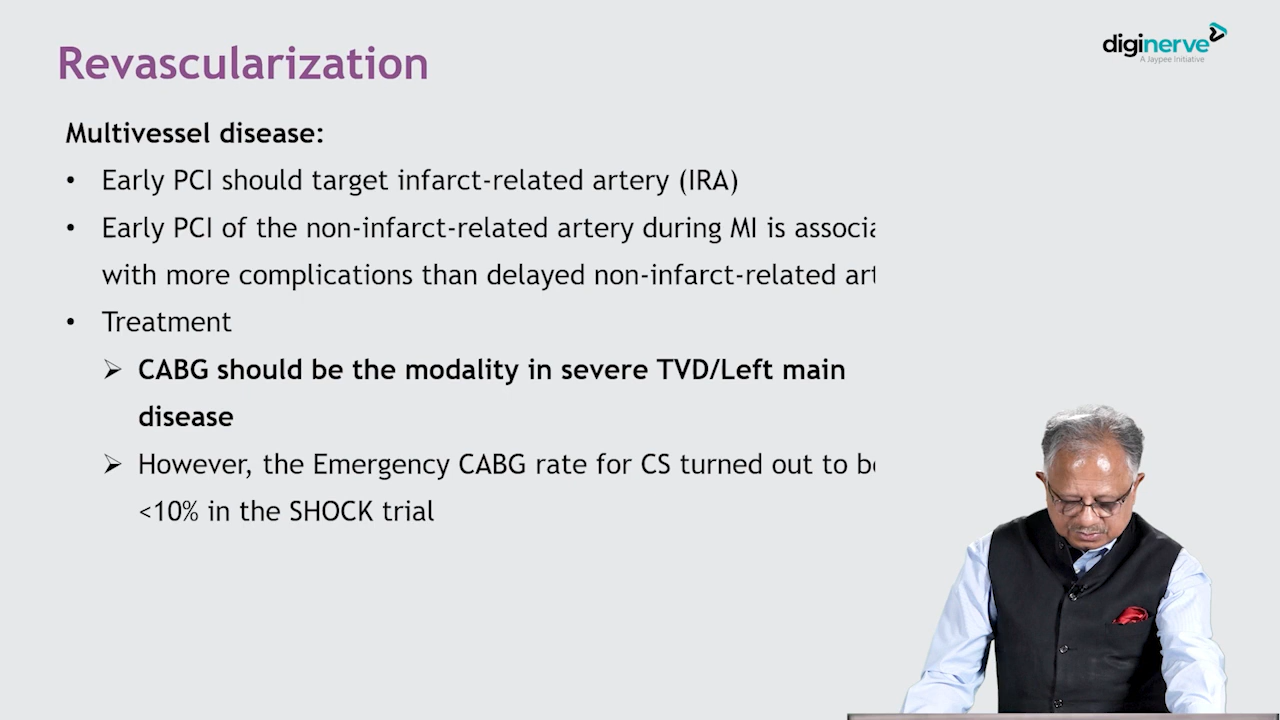 Revascularization
diginerve
A Jaypee Initiative
Multivessel disease:
• Early PCI should target infarct-related artery (IRA)
• Early PCI of the non-infarct-related artery during MI is
with more complications than delayed non-infarct-related
• Treatment
➢ CABG should be the modality in severe TVD/Left main
disease
➢ However, the Emergency CABG rate for CS turned out to
<10% in the SHOCK trial